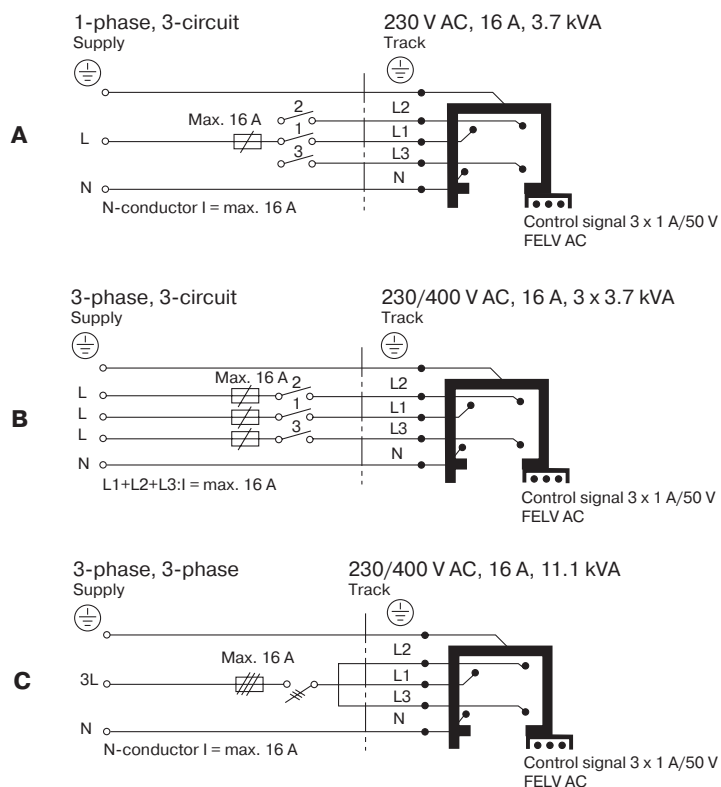 1-phase, 3-circuit
Supply
230 V AC, 16 A, 3.7 kVA
Track
A
Max. 16 A
2
1
3
L
N
L2
L1
L3
N
N-conductor I = max. 16 A
Control signal 3 x 1 A/50 V
FELV AC
3-phase, 3-circuit
Supply
230/400 V AC, 16 A, 3 x 3.7 kVA
Track
B
Max. 16 A
2
1
3
L
L
L
N
L2
L1
L3
N
L1+L2+L3:I = max. 16 A
Control signal 3 x 1 A/50 V
FELV AC
3-phase, 3-phase
Supply
230/400 V AC, 16 A, 11.1 kVA
Track
C
Max. 16 A
3L
N
L2
L1
L3
N
N-conductor I = max. 16 A
Control signal 3 x 1 A/50 V
FELV AC